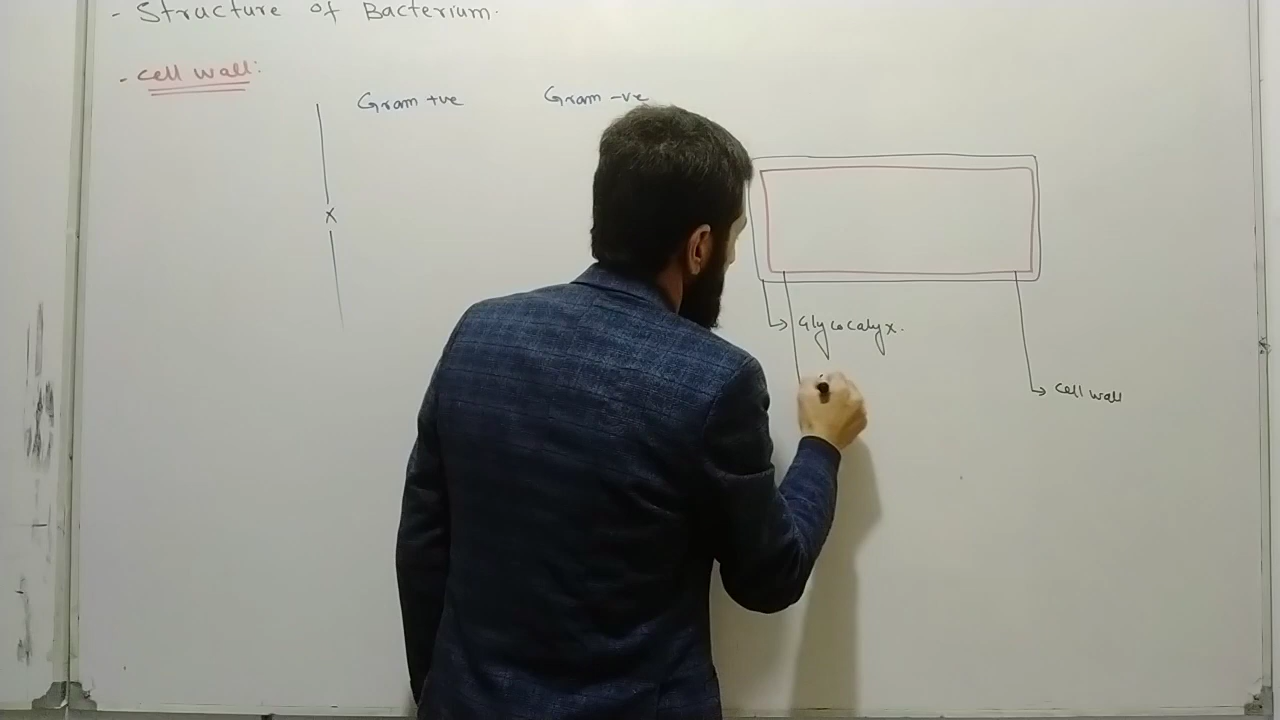 - Structure of Bacterium.
- Cell wall:
Gram +ve Gram -ve
x
Glycocalyx.
Cell wall